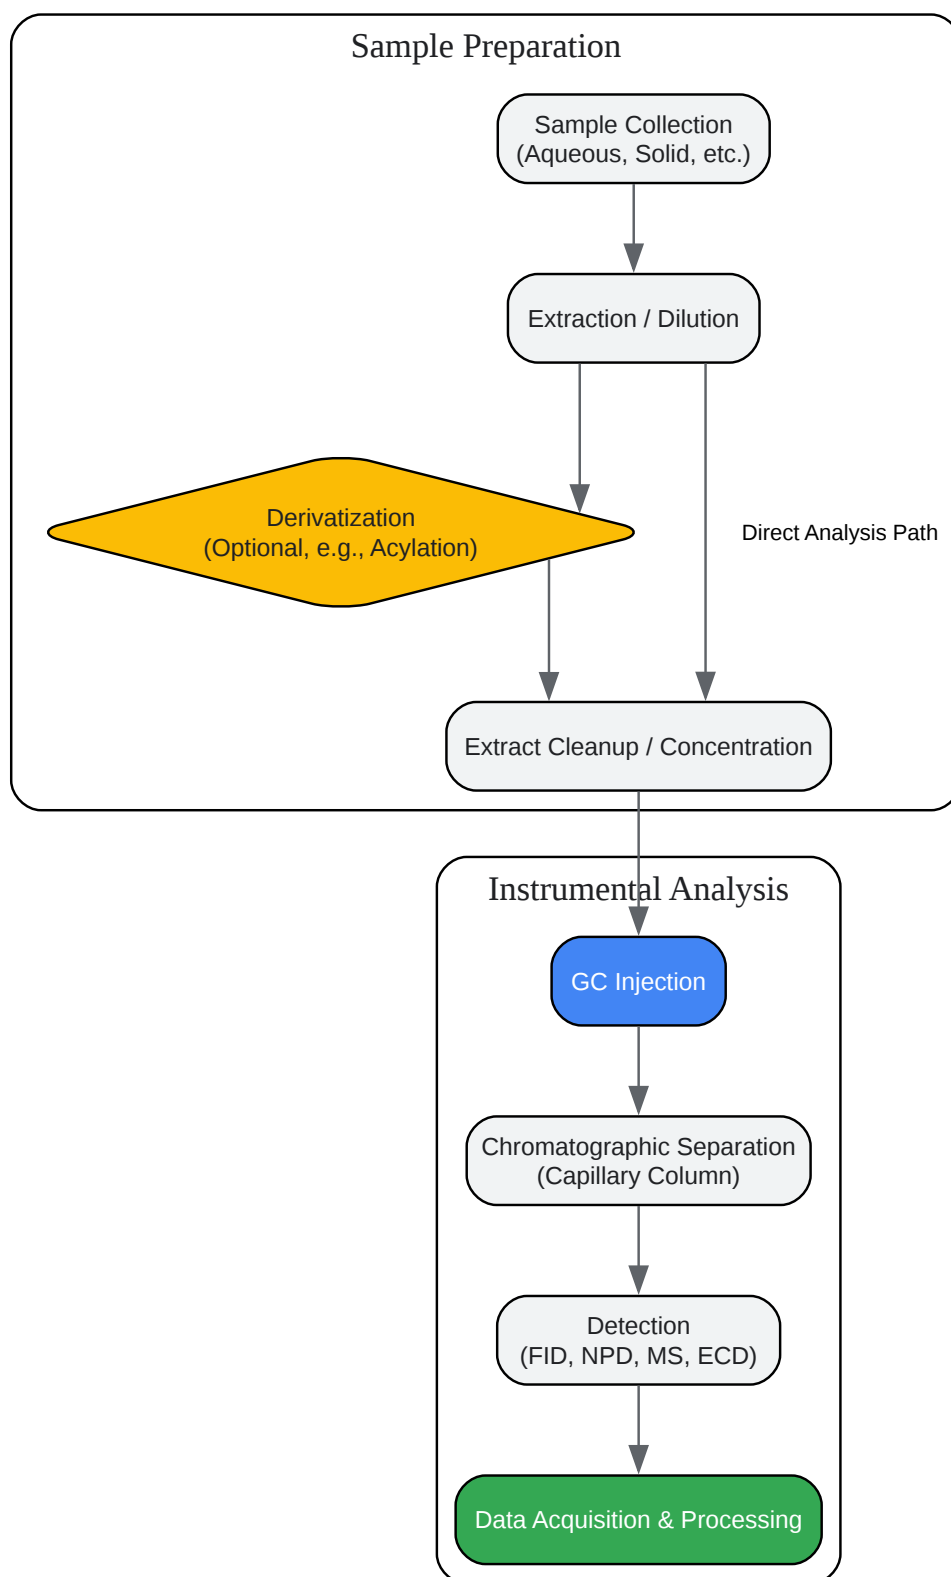 Sample Preparation
Sample Collection
(Aqueous, Solid, etc.)
Extraction / Dilution
Derivatization
(Optional, e.g., Acylation)
Direct Analysis Path
Extract Cleanup / Concentration
Instrumental Analysis
GC Injection
Chromatographic Separation
(Capillary Column)
Detection
(FID, NPD, MS, ECD)
Data Acquisition & Processing